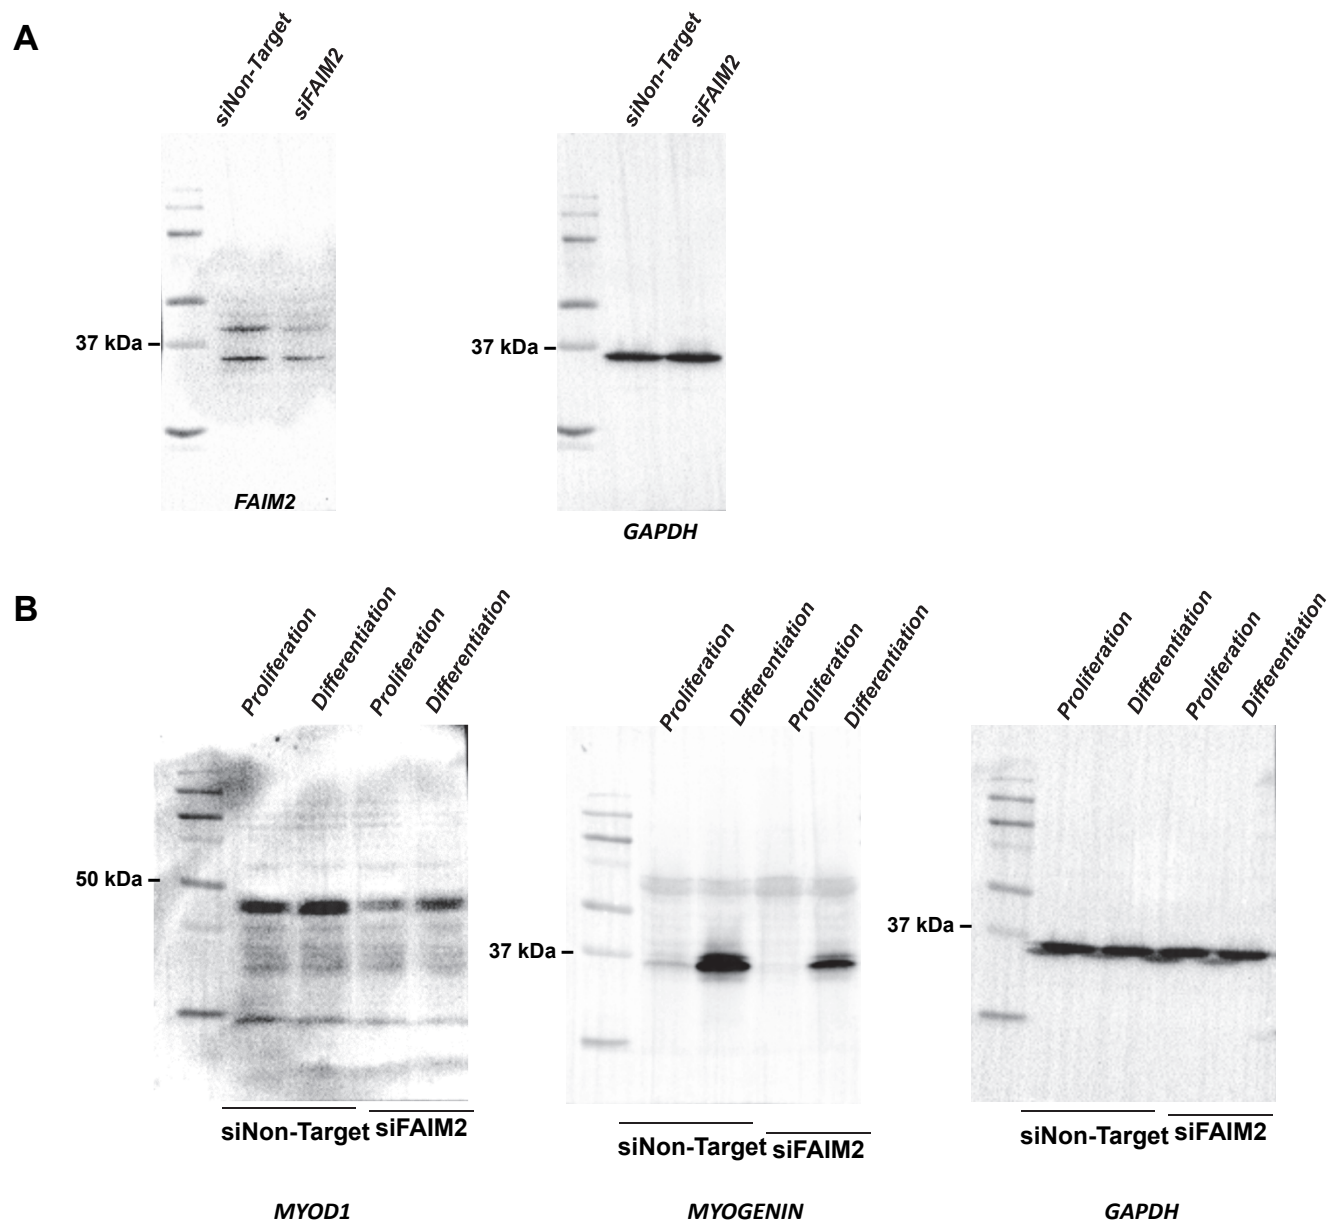 A
siNon-Target
siFAIM2
siNon-Target
siFAIM2
37 kDa
37 kDa
FAIM2
GAPDH
B
Proliferation
Differentiation
Proliferation
Differentiation
Proliferation
Differentiation
Proliferation
Differentiation
Proliferation
Differentiation
Proliferation
Differentiation
50 kDa
37 kDa
37 kDa
siNon-Target siFAIM2
siNon-Target siFAIM2
siNon-Target siFAIM2
MYOD1
MYOGENIN
GAPDH